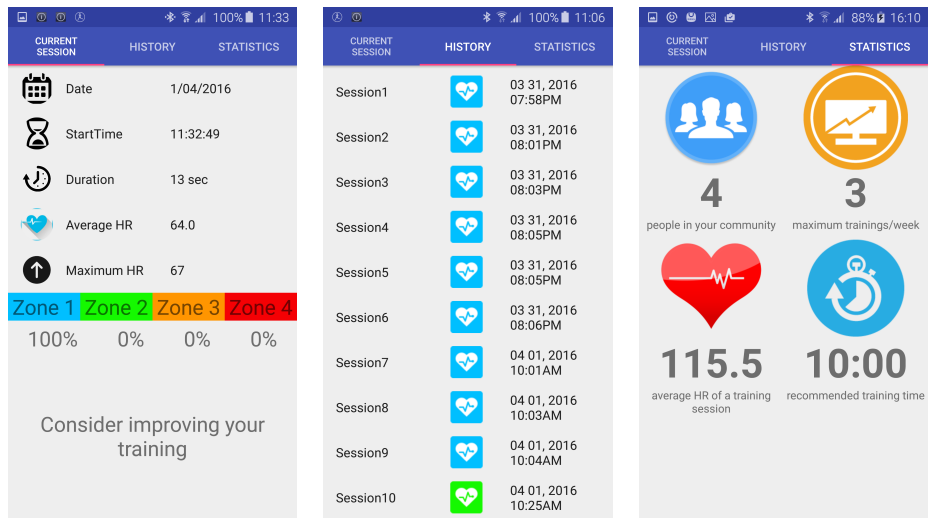 100% 11:33
CURRENT SESSION HISTORY STATISTICS
Date 1/04/2016
StartTime 11:32:49
Duration 13 sec
Average HR 64.0
Maximum HR 67
Zone 1 Zone 2 Zone 3 Zone 4
100% 0% 0% 0%
Consider improving your
training
100% 11:06
CURRENT SESSION HISTORY STATISTICS
Session1 03 31, 2016 07:58PM
Session2 03 31, 2016 08:01PM
Session3 03 31, 2016 08:03PM
Session4 03 31, 2016 08:05PM
Session5 03 31, 2016 08:05PM
Session6 03 31, 2016 08:06PM
Session7 04 01, 2016 10:01AM
Session8 04 01, 2016 10:03AM
Session9 04 01, 2016 10:04AM
Session10 04 01, 2016 10:25AM
88% 16:10
CURRENT SESSION HISTORY STATISTICS
4
people in your community
3
maximum trainings/week
115.5
average HR of a training
session
10:00
recommended training time